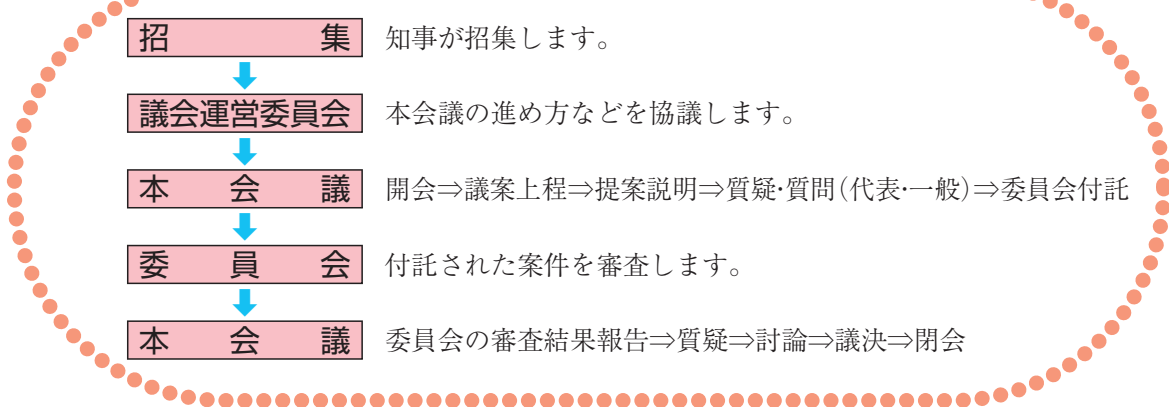 招集 知事が招集します。
議会運営委員会 本会議の進め方などを協議します。
本会議 開会⇒議案上程⇒提案説明⇒質疑・質問(代表・一般)⇒委員会付託
委員会 付託された案件を審査します。
本会議 委員会の審査結果報告⇒質疑⇒討論⇒議決⇒閉会